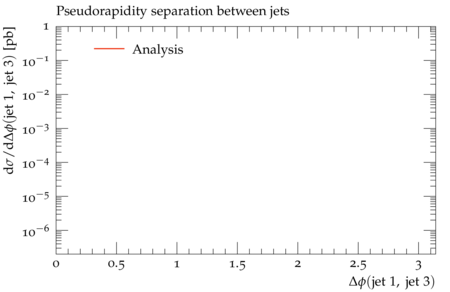 Pseudorapidity separation between jets
dσ/dΔϕ(jet 1, jet 3) [pb]
1
10⁻¹
10⁻²
10⁻³
10⁻⁴
10⁻⁵
10⁻⁶
Analysis
0 0.5 1 1.5 2 2.5 3
Δϕ(jet 1, jet 3)